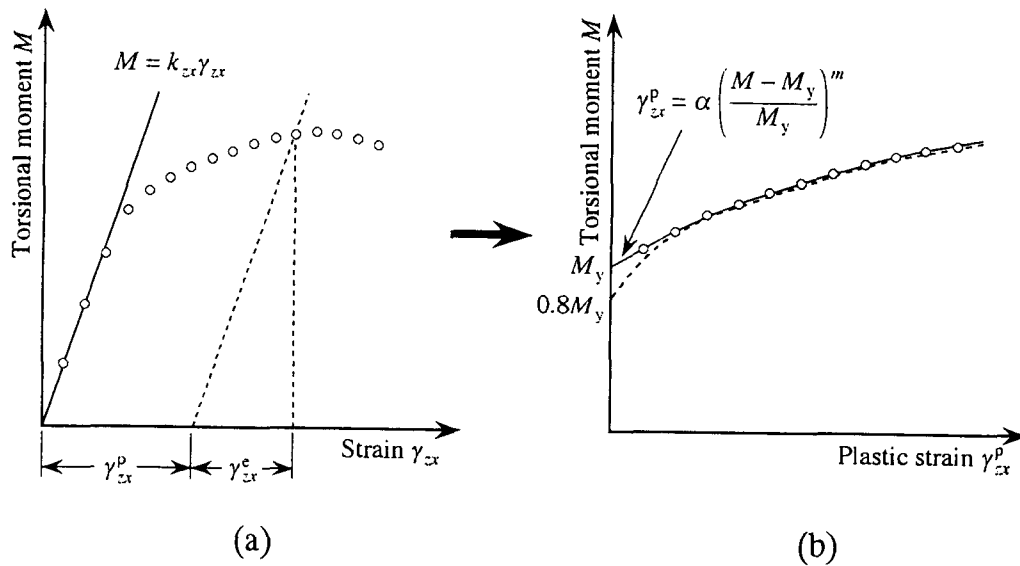 Torsional moment M
M = k_zx γ_zx
Strain γ_zx
γ^p_zx
γ^e_zx
(a)
Torsional moment M
γ^p_zx = α ( (M − M_y) / M_y )^m
M_y
0.8M_y
Plastic strain γ^p_zx
(b)